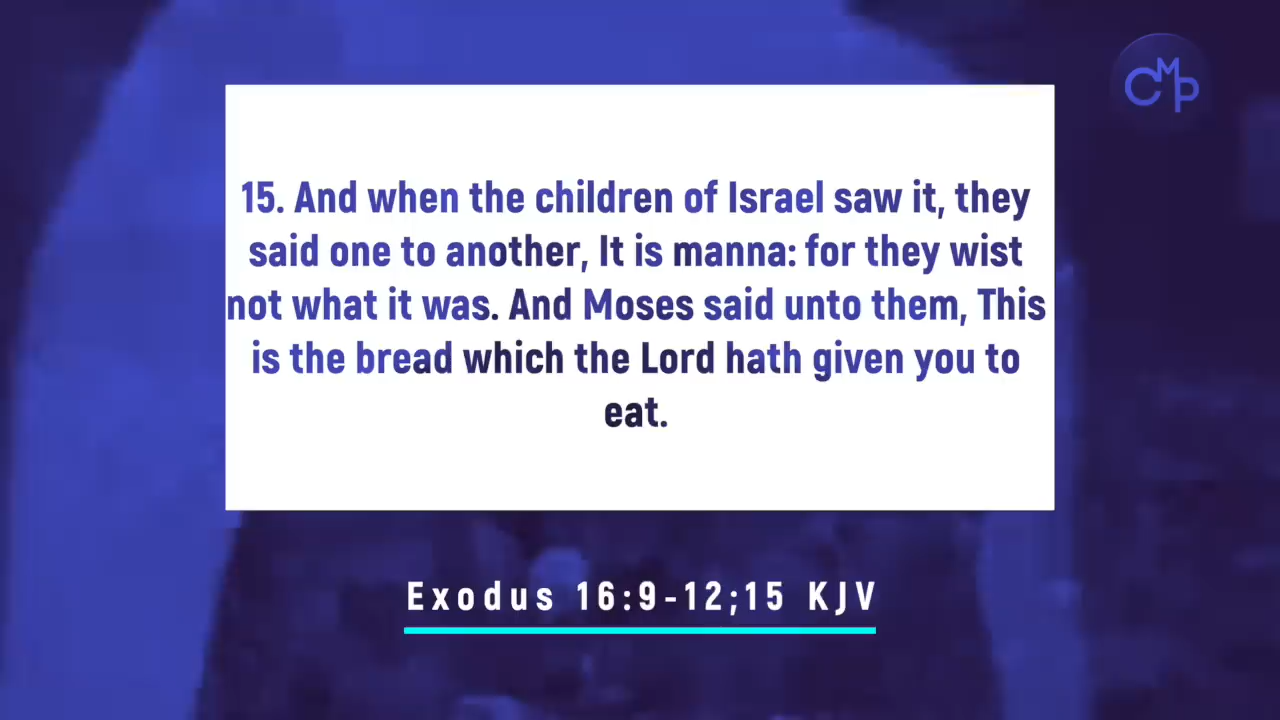 CMP
15. And when the children of Israel saw it, they
said one to another, It is manna: for they wist
not what it was. And Moses said unto them, This
is the bread which the Lord hath given you to
eat.
Exodus 16:9-12;15 KJV